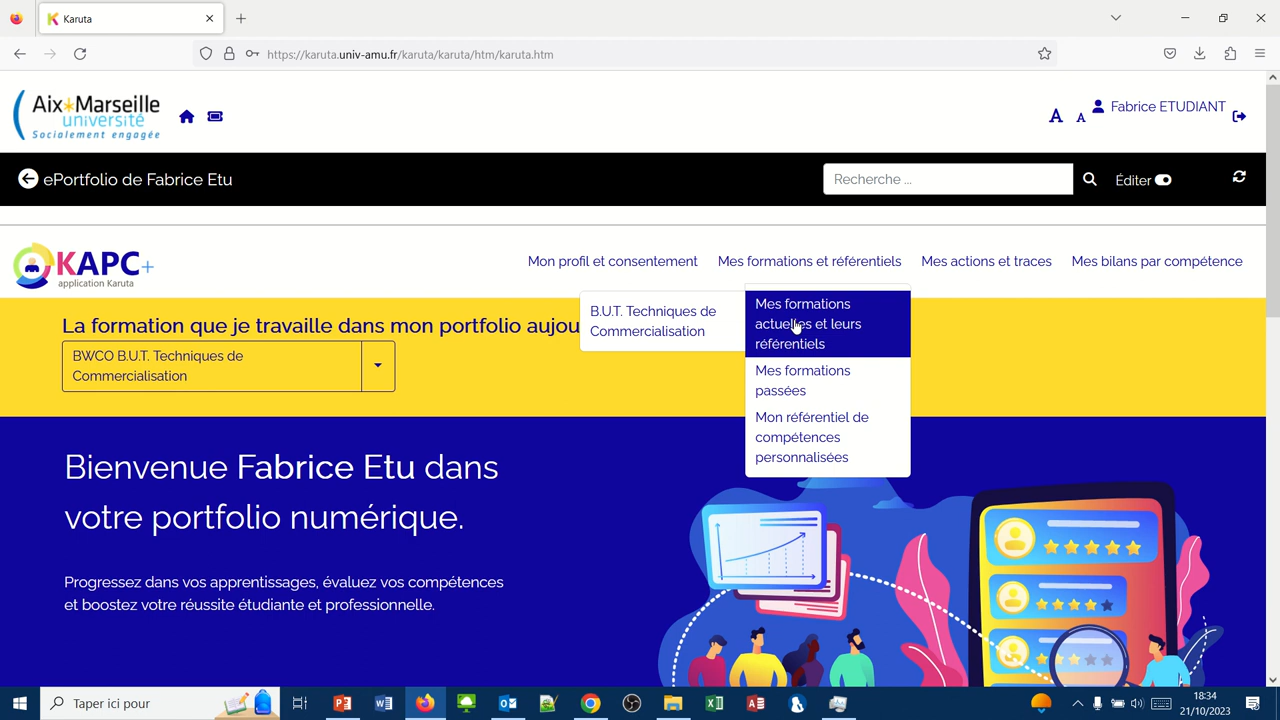 Karuta
https://karuta.univ-amu.fr/karuta/karuta/htm/karuta.htm
Aix*Marseille
université
Socialement engagée
A
A
Fabrice ETUDIANT
ePortfolio de Fabrice Etu
Recherche ...
Éditer
KAPC+
application Karuta
Mon profil et consentement
Mes formations et référentiels
Mes actions et traces
Mes bilans par compétence
La formation que je travaille dans mon portfolio aujou
BWCO B.U.T. Techniques de
Commercialisation
B.U.T. Techniques de
Commercialisation
Mes formations
actuelles et leurs
référentiels
Mes formations
passées
Mon référentiel de
compétences
personnalisées
Bienvenue Fabrice Etu dans
votre portfolio numérique.
Progressez dans vos apprentissages, évaluez vos compétences
et boostez votre réussite étudiante et professionnelle.
Taper ici pour
18:34
21/10/2023